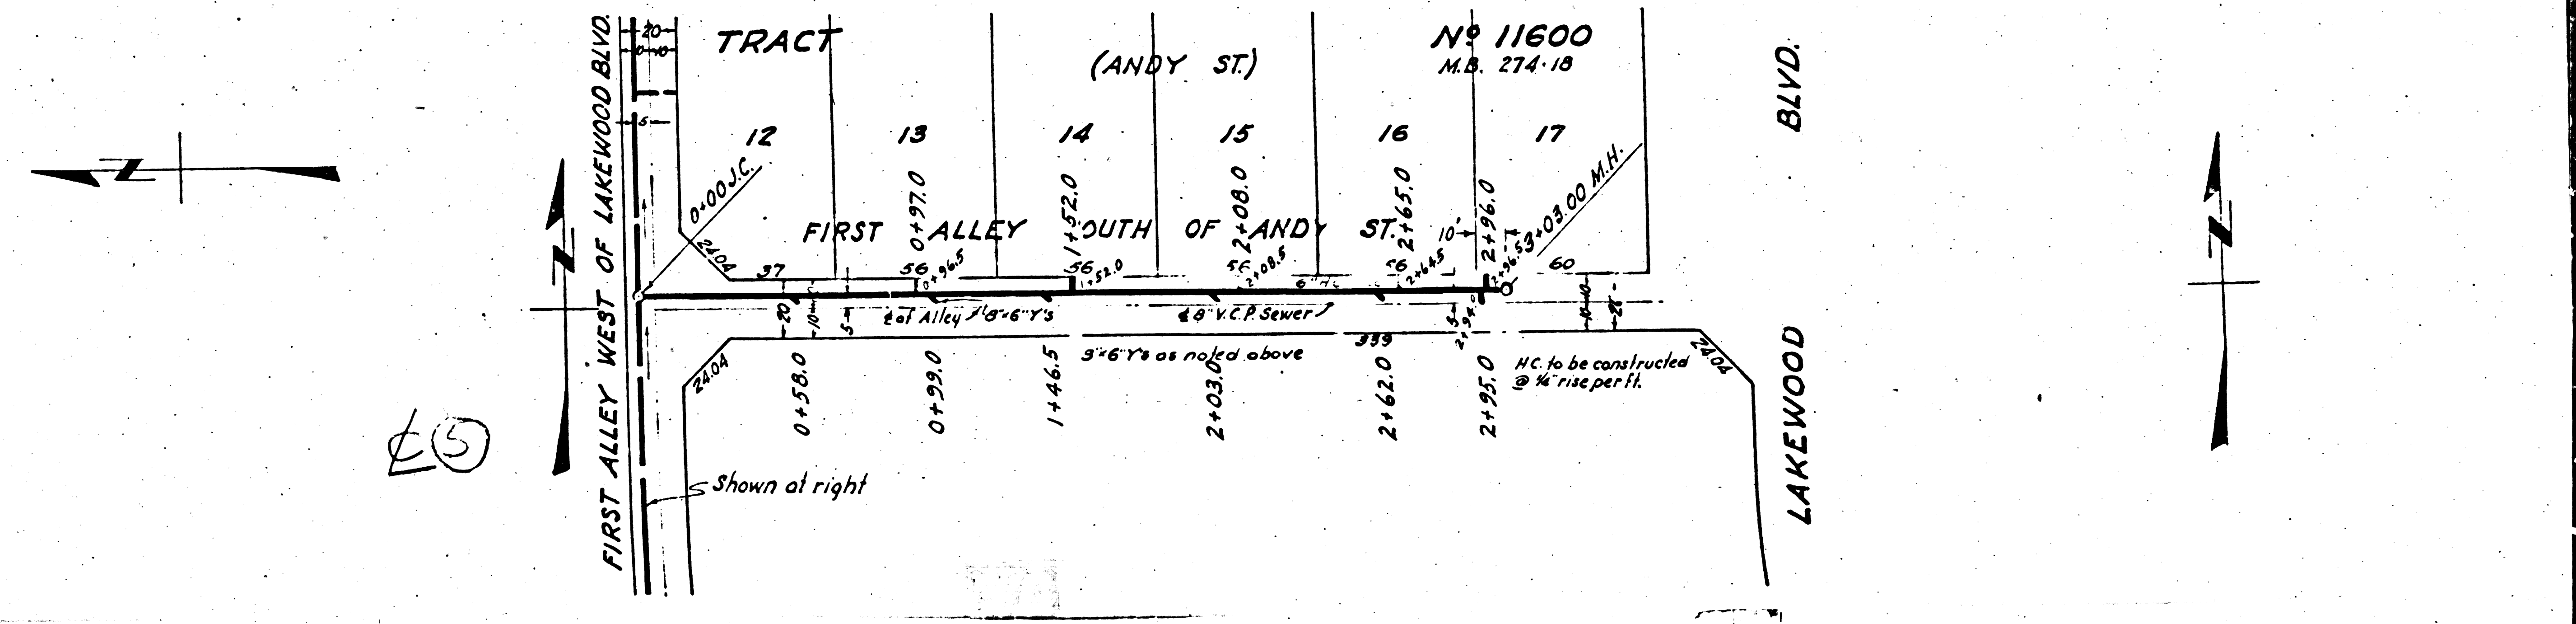 TRACT
Nº 11600
(ANDY ST.)
M.B. 274-18
BLVD.
20
10
5
12
13
14
15
16
17
FIRST ALLEY WEST OF LAKEWOOD BLVD.
0+00 J.C.
0+97.0
1+52.0
2+08.0
2+65.0
2+96.0
3+03.00 M.H.
FIRST ALLEY SOUTH OF ANDY ST.
10
24.04
37
56
0+96.5
56
1+52.0
56
2+08.5
56
2+64.5
2+96.5
60
20
10
5
℄ of Alley
8"×6" Y's
℄ 8" V.C.P. Sewer
5
10
10
24.04
0+58.0
0+99.0
1+46.5
2+03.0
2+62.0
2+95.0
8"×6" Y's as noted above
339
H.C. to be constructed
@ ¼" rise per ft.
24.04
LAKEWOOD
℄ 5
Shown at right